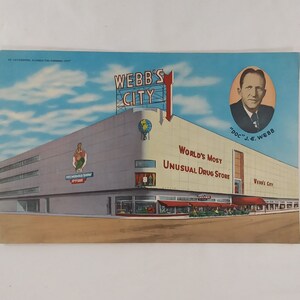 WEBB'S
CITY
"DOC" J. E. WEBB
WORLD'S MOST
UNUSUAL DRUG STORE
WEBB'S CITY